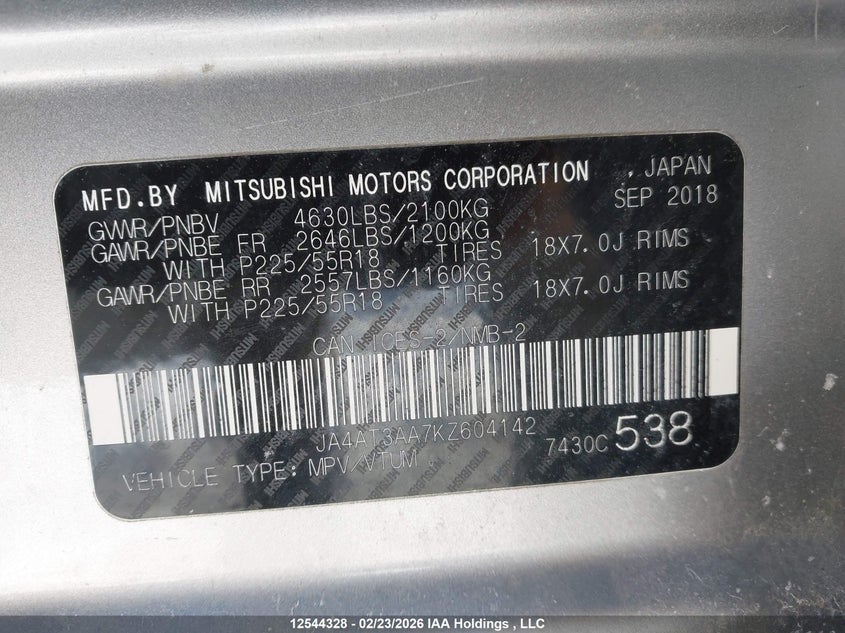 MFD.BY MITSUBISHI MOTORS CORPORATION , JAPAN
SEP 2018
GVWR/PNBV 4630LBS/2100KG
GAWR/PNBE FR 2646LBS/1200KG
WITH P225/55R18 TIRES 18X7.0J RIMS
GAWR/PNBE RR 2557LBS/1160KG
WITH P225/55R18 TIRES 18X7.0J RIMS
CAN ICES-2/NMB-2
JA4AT3AA7KZ604142
7430C 538
VEHICLE TYPE: MPV/VTUM
MITSUBISHI
12544328 - 02/23/2026 IAA Holdings , LLC